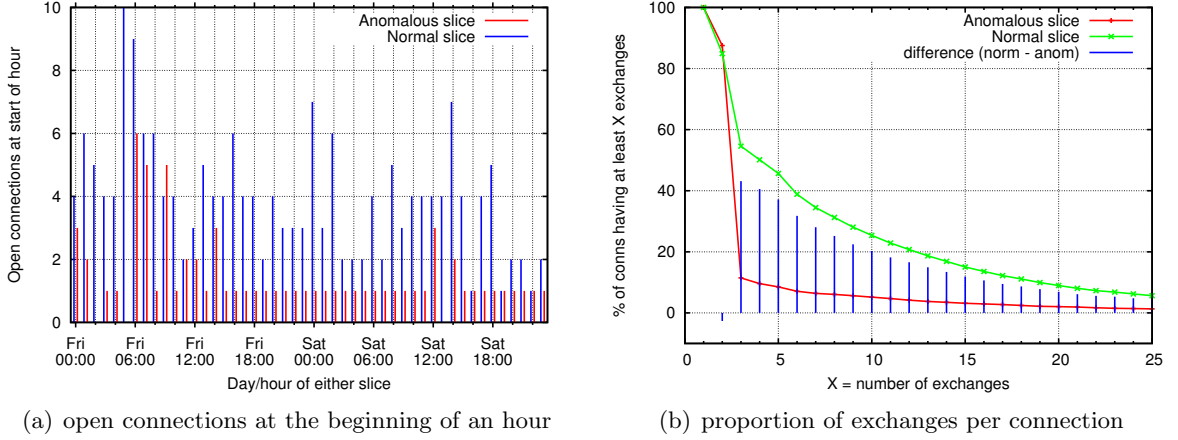 Open connections at start of hour
10
8
6
4
2
0
Anomalous slice
Normal slice
Fri 00:00
Fri 06:00
Fri 12:00
Fri 18:00
Sat 00:00
Sat 06:00
Sat 12:00
Sat 18:00
Day/hour of either slice
(a) open connections at the beginning of an hour
% of conns having at least X exchanges
100
80
60
40
20
0
Anomalous slice
Normal slice
difference (norm - anom)
0 5 10 15 20 25
X = number of exchanges
(b) proportion of exchanges per connection